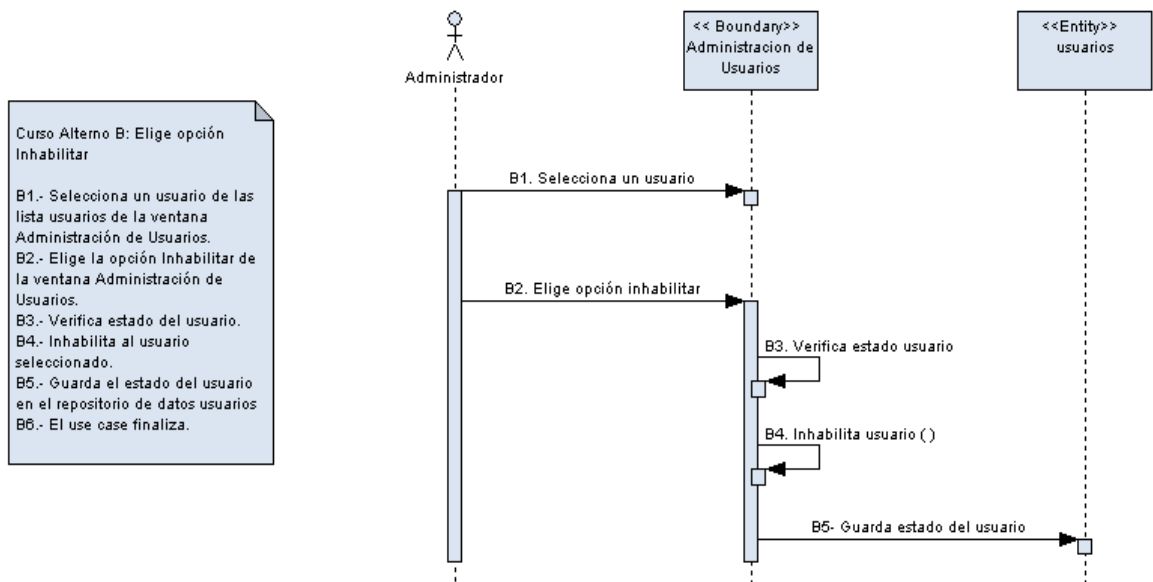 << Boundary>>
Administracion de
Usuarios
<<Entity>>
usuarios
Administrador
Curso Alterno B: Elige opción
Inhabilitar
B1.- Selecciona un usuario de las
lista usuarios de la ventana
Administración de Usuarios.
B2.- Elige la opción Inhabilitar de
la ventana Administración de
Usuarios.
B3.- Verifica estado del usuario.
B4.- Inhabilita al usuario
seleccionado.
B5.- Guarda el estado del usuario
en el repositorio de datos usuarios
B6.- El use case finaliza.
B1. Selecciona un usuario
B2. Elige opción inhabilitar
B3. Verifica estado usuario
B4. Inhabilita usuario ( )
B5- Guarda estado del usuario